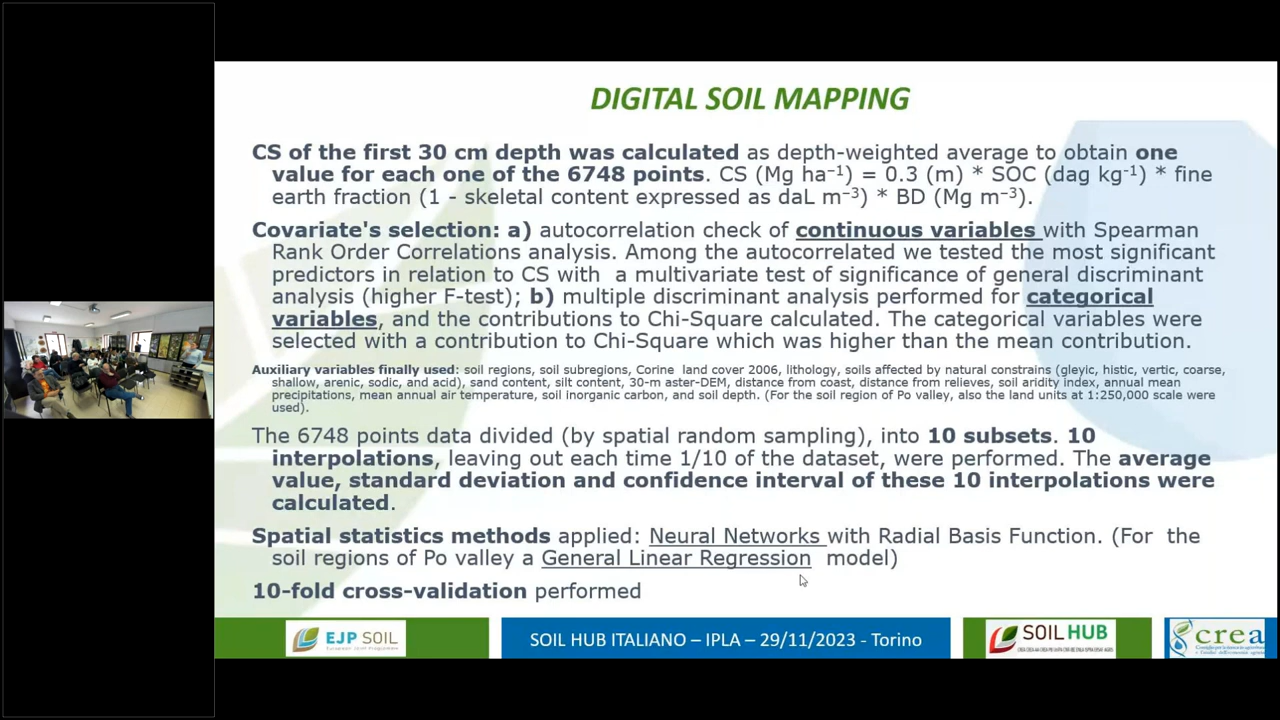 DIGITAL SOIL MAPPING
CS of the first 30 cm depth was calculated as depth-weighted average to obtain one
value for each one of the 6748 points. CS (Mg ha⁻¹) = 0.3 (m) * SOC (dag kg⁻¹) * fine
earth fraction (1 - skeletal content expressed as daL m⁻³) * BD (Mg m⁻³).
Covariate's selection: a) autocorrelation check of continuous variables with Spearman
Rank Order Correlations analysis. Among the autocorrelated we tested the most significant
predictors in relation to CS with a multivariate test of significance of general discriminant
analysis (higher F-test); b) multiple discriminant analysis performed for categorical
variables, and the contributions to Chi-Square calculated. The categorical variables were
selected with a contribution to Chi-Square which was higher than the mean contribution.
Auxiliary variables finally used: soil regions, soil subregions, Corine land cover 2006, lithology, soils affected by natural constrains (gleyic, histic, vertic, coarse,
shallow, arenic, sodic, and acid), sand content, silt content, 30-m aster-DEM, distance from coast, distance from relieves, soil aridity index, annual mean
precipitations, mean annual air temperature, soil inorganic carbon, and soil depth. (For the soil region of Po valley, also the land units at 1:250,000 scale were
used).
The 6748 points data divided (by spatial random sampling), into 10 subsets. 10
interpolations, leaving out each time 1/10 of the dataset, were performed. The average
value, standard deviation and confidence interval of these 10 interpolations were
calculated.
Spatial statistics methods applied: Neural Networks with Radial Basis Function. (For the
soil regions of Po valley a General Linear Regression model)
10-fold cross-validation performed
EJP SOIL
European Joint Programme
SOIL HUB ITALIANO – IPLA – 29/11/2023 - Torino
SOIL HUB
crea